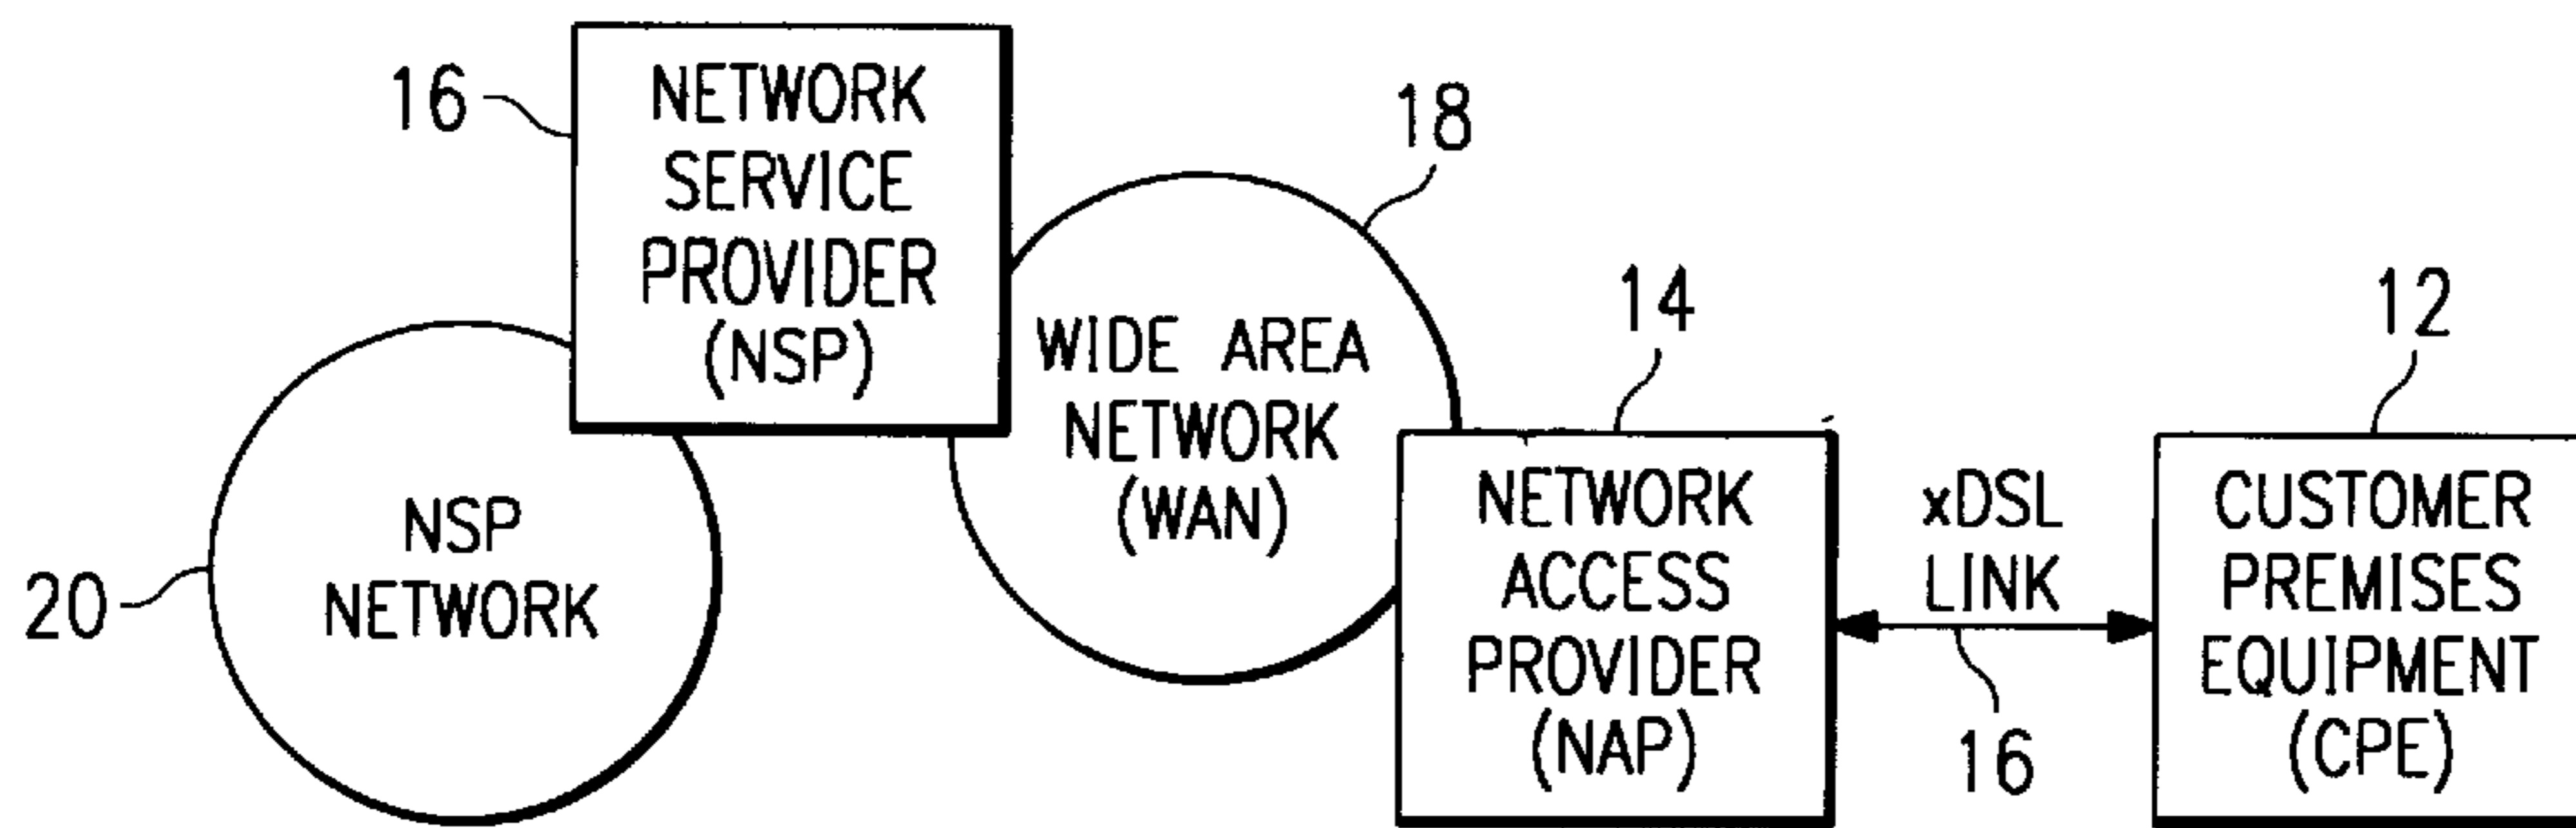 16
NETWORK
SERVICE
PROVIDER
(NSP)
18
WIDE AREA
NETWORK
(WAN)
NSP
NETWORK
20
14
NETWORK
ACCESS
PROVIDER
(NAP)
xDSL
LINK
16
12
CUSTOMER
PREMISES
EQUIPMENT
(CPE)